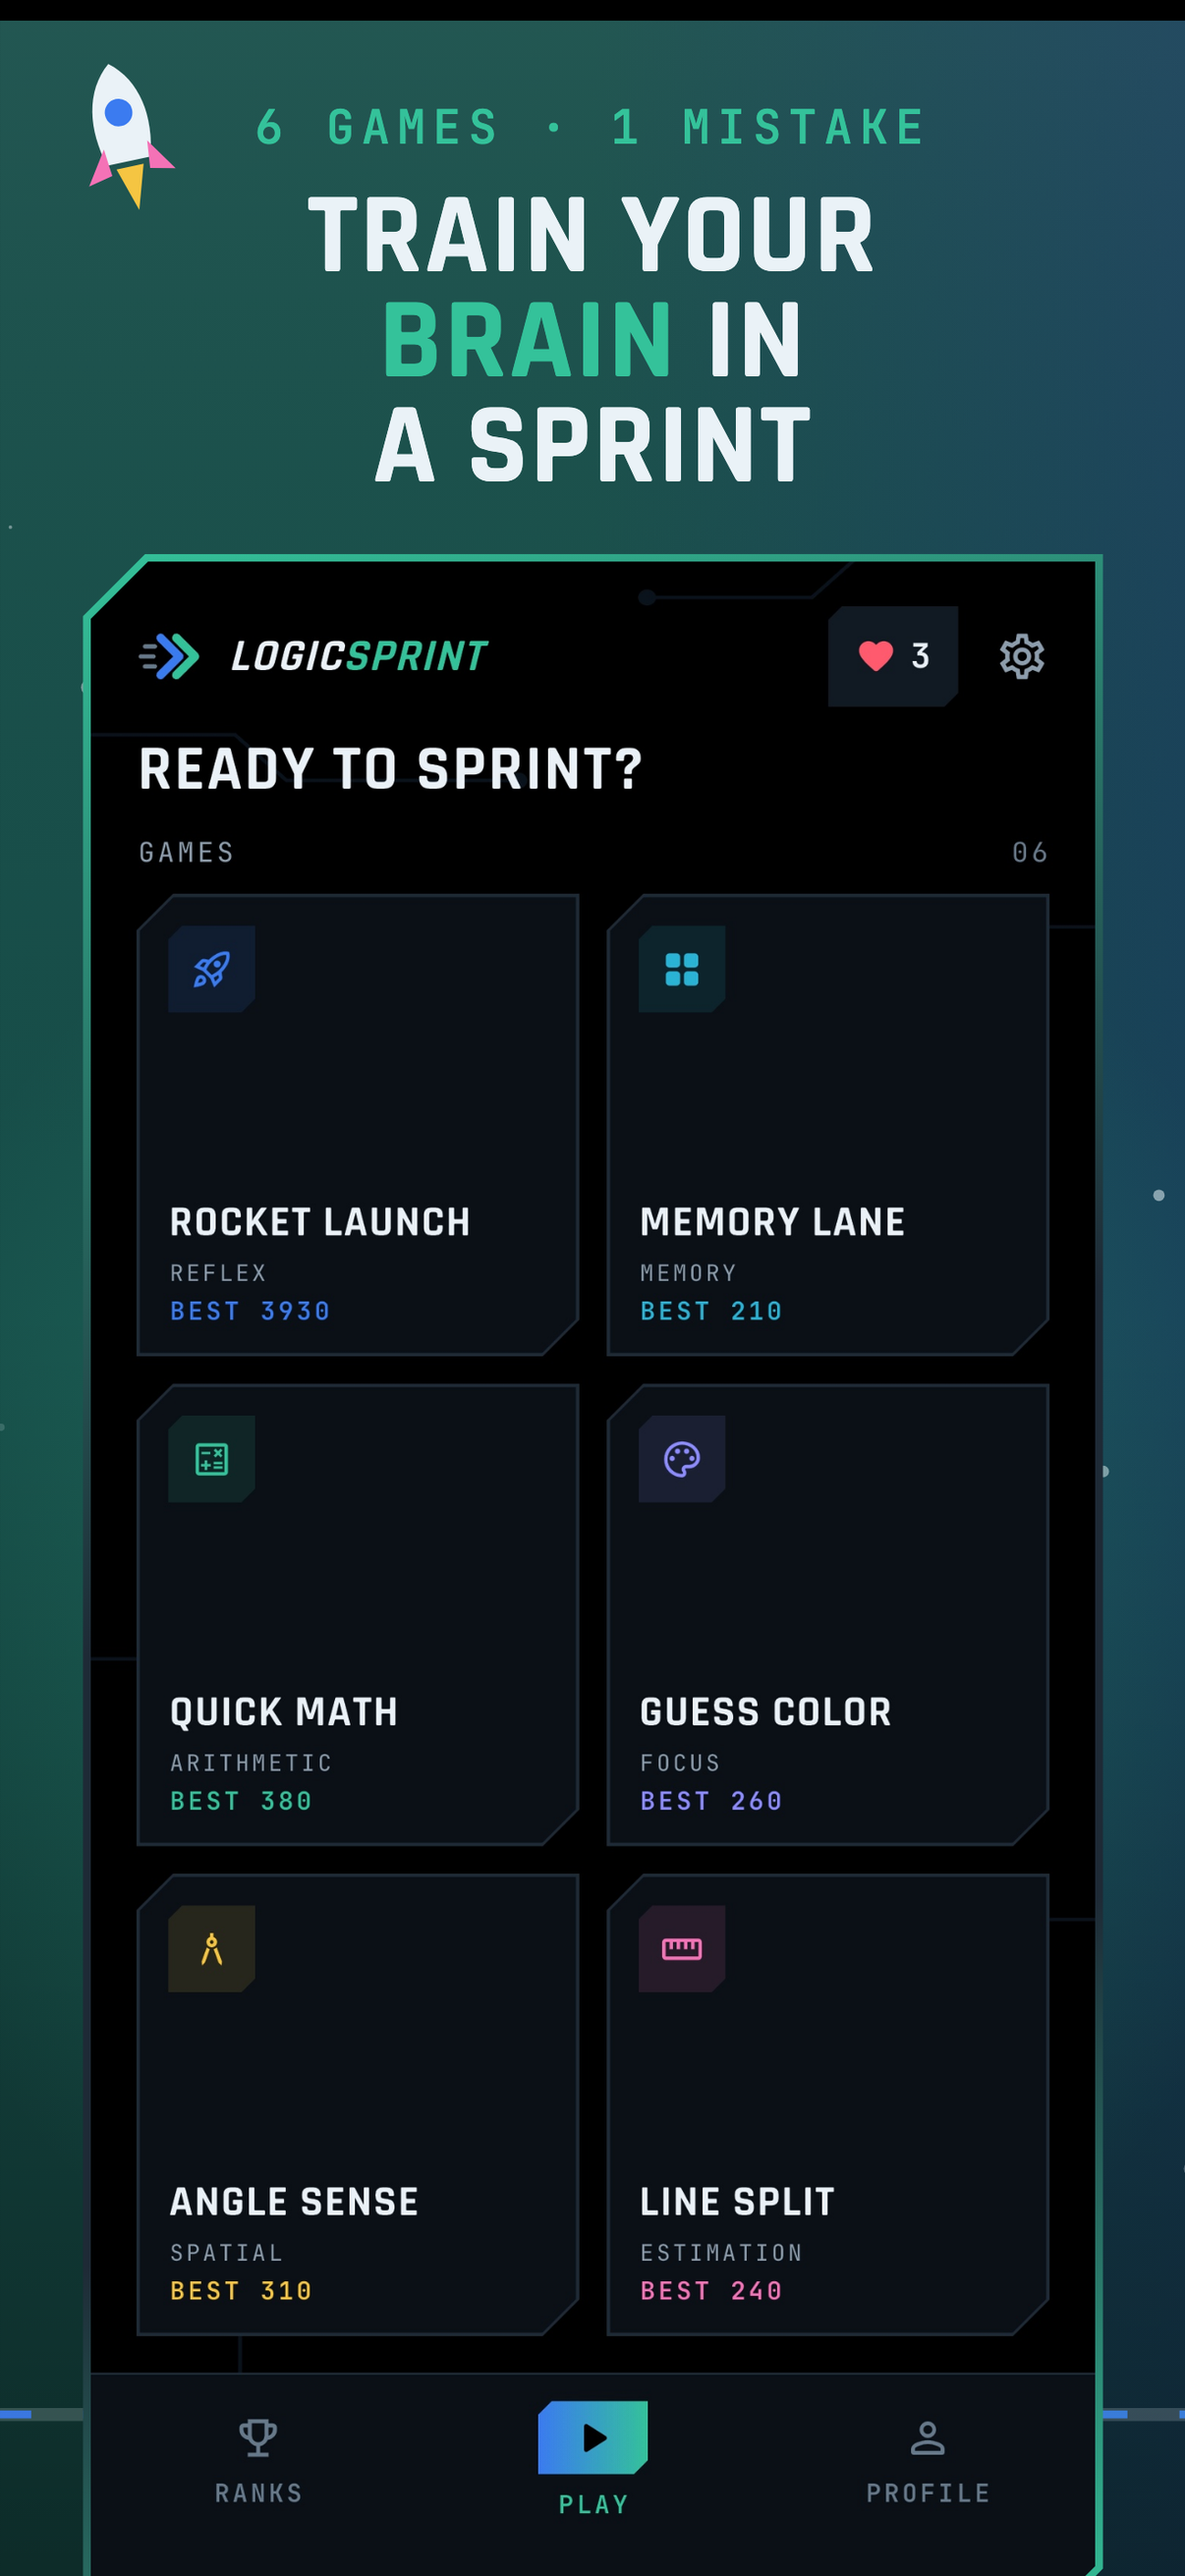 6 GAMES · 1 MISTAKE
TRAIN YOUR
BRAIN IN
A SPRINT
LOGICSPRINT
3
READY TO SPRINT?
GAMES
06
ROCKET LAUNCH
REFLEX
BEST 3930
MEMORY LANE
MEMORY
BEST 210
QUICK MATH
ARITHMETIC
BEST 380
GUESS COLOR
FOCUS
BEST 260
ANGLE SENSE
SPATIAL
BEST 310
LINE SPLIT
ESTIMATION
BEST 240
RANKS
PLAY
PROFILE